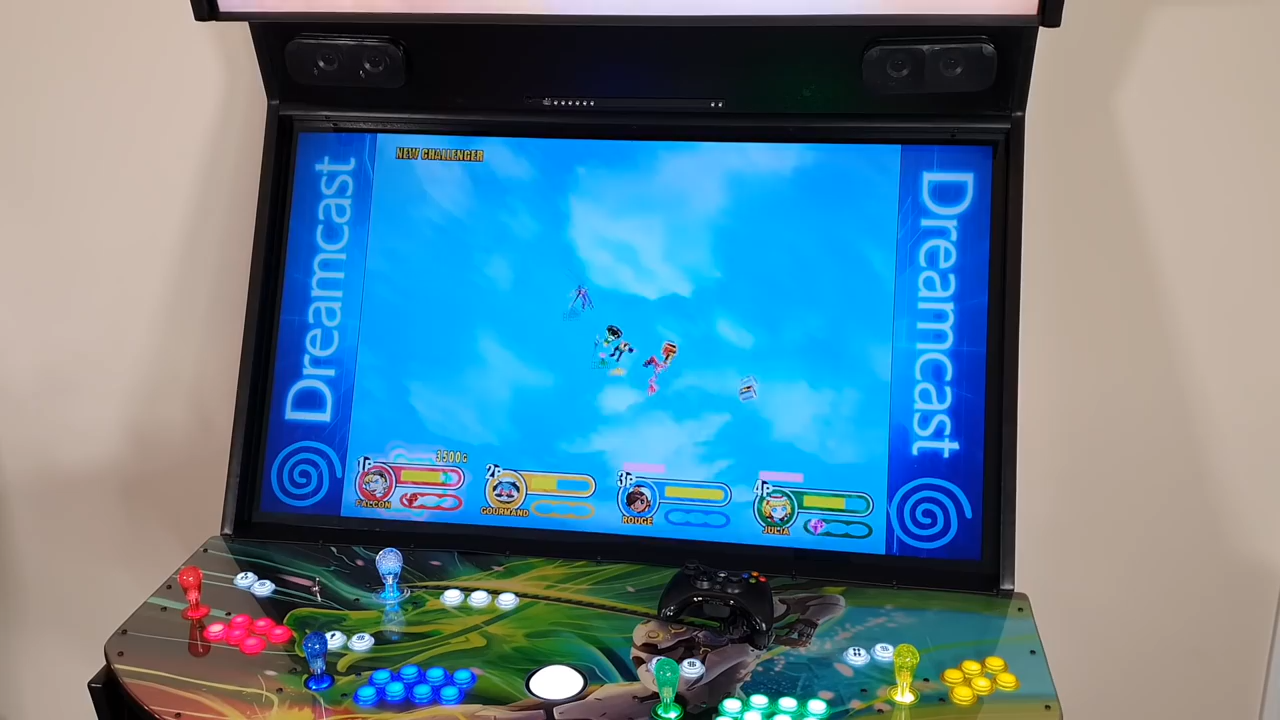 NEW CHALLENGER
Dreamcast
Dreamcast
3500G
1P
FALCON
2P
GOURMAND
3P
ROUGE
4P
JULIA